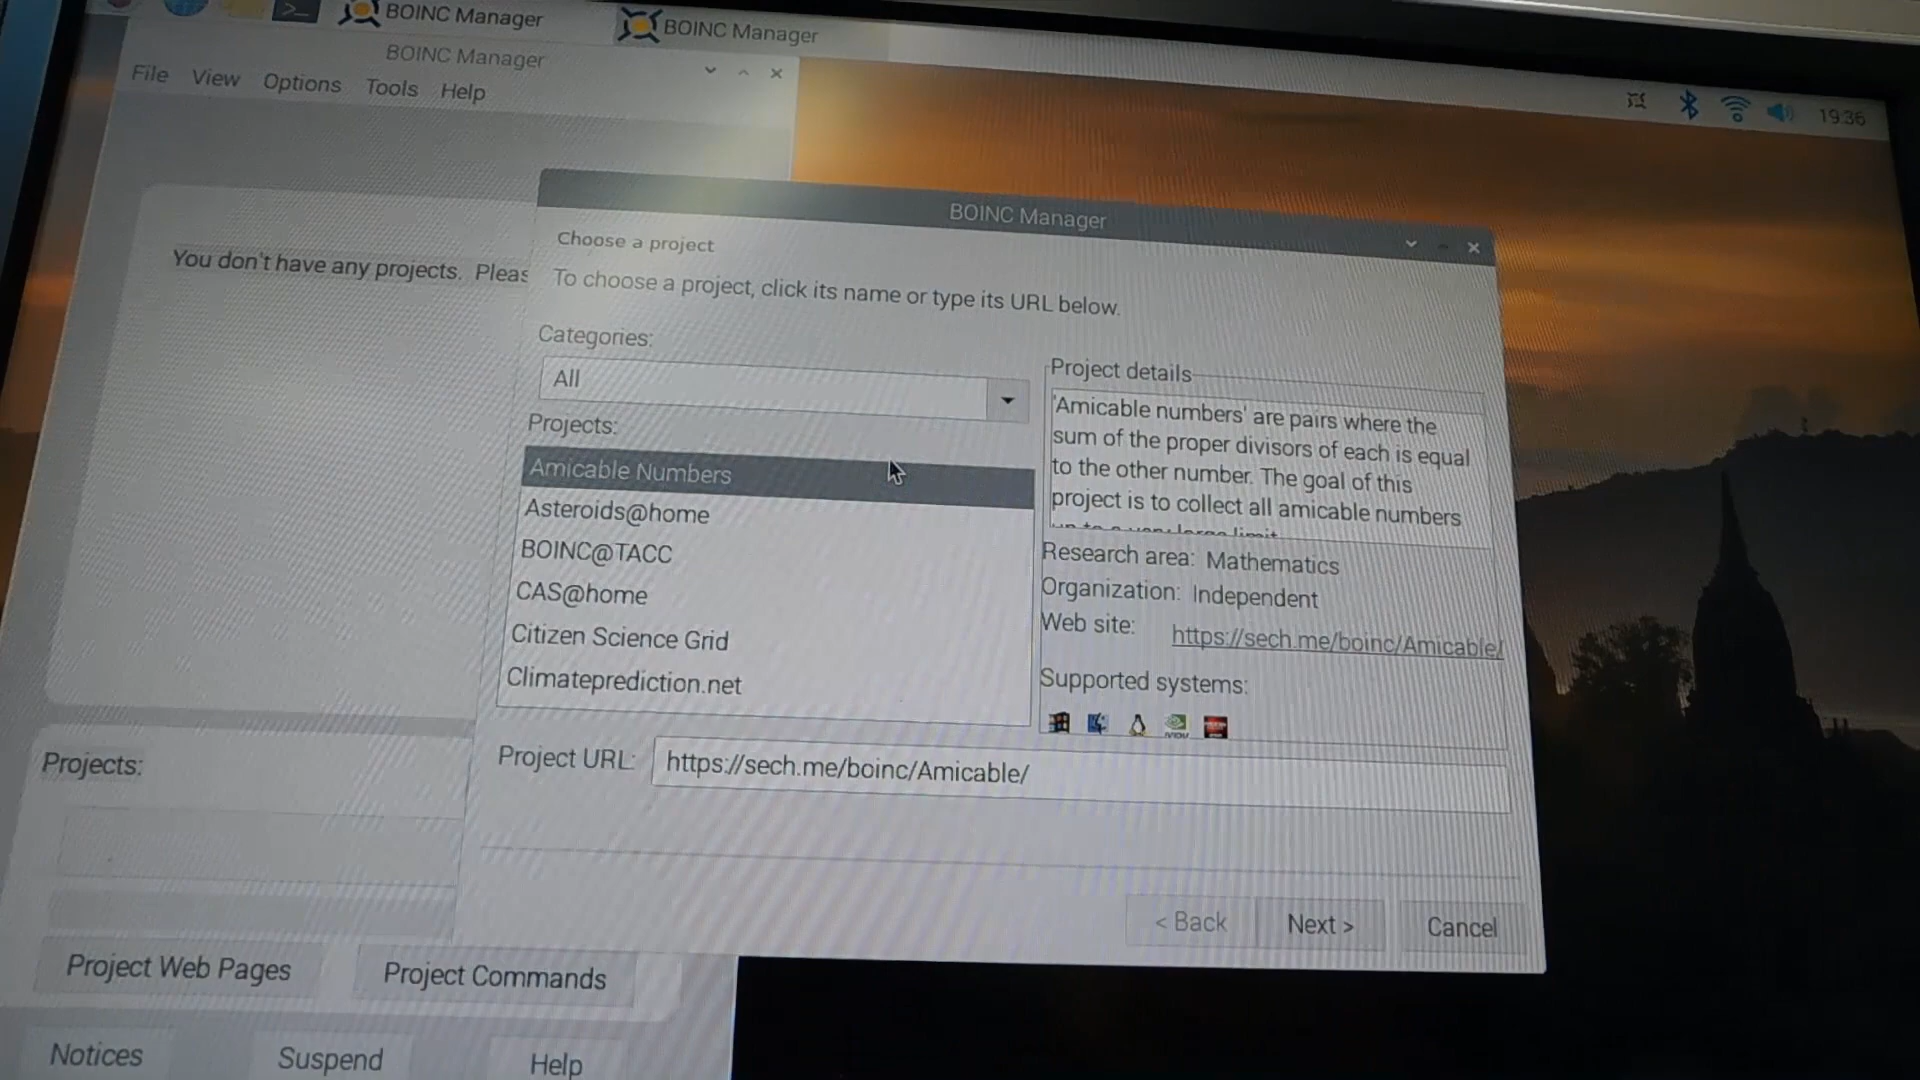 BOINC Manager
BOINC Manager
BOINC Manager
File View Options Tools Help
19:36
You don't have any projects. Pleas
BOINC Manager
Choose a project
To choose a project, click its name or type its URL below.
Categories:
All
Projects:
Amicable Numbers
Asteroids@home
BOINC@TACC
CAS@home
Citizen Science Grid
Climateprediction.net
Project details
'Amicable numbers' are pairs where the
sum of the proper divisors of each is equal
to the other number. The goal of this
project is to collect all amicable numbers
up to a very large limit.
Research area: Mathematics
Organization: Independent
Web site: https://sech.me/boinc/Amicable/
Supported systems:
Project URL: https://sech.me/boinc/Amicable/
< Back Next > Cancel
Projects:
Project Web Pages Project Commands
Notices Suspend Help